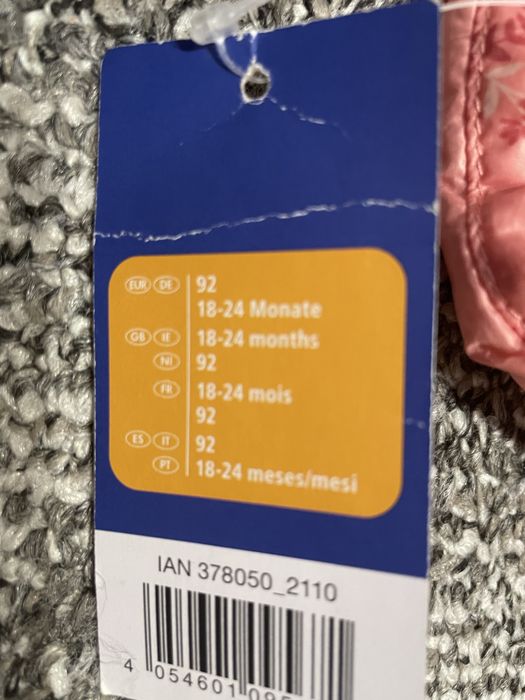 EUR DE 92
18-24 Monate
GB IE 18-24 months
NI 92
FR 18-24 mois
92
ES IT 92
PT 18-24 meses/mesi
IAN 378050_2110
4 054601